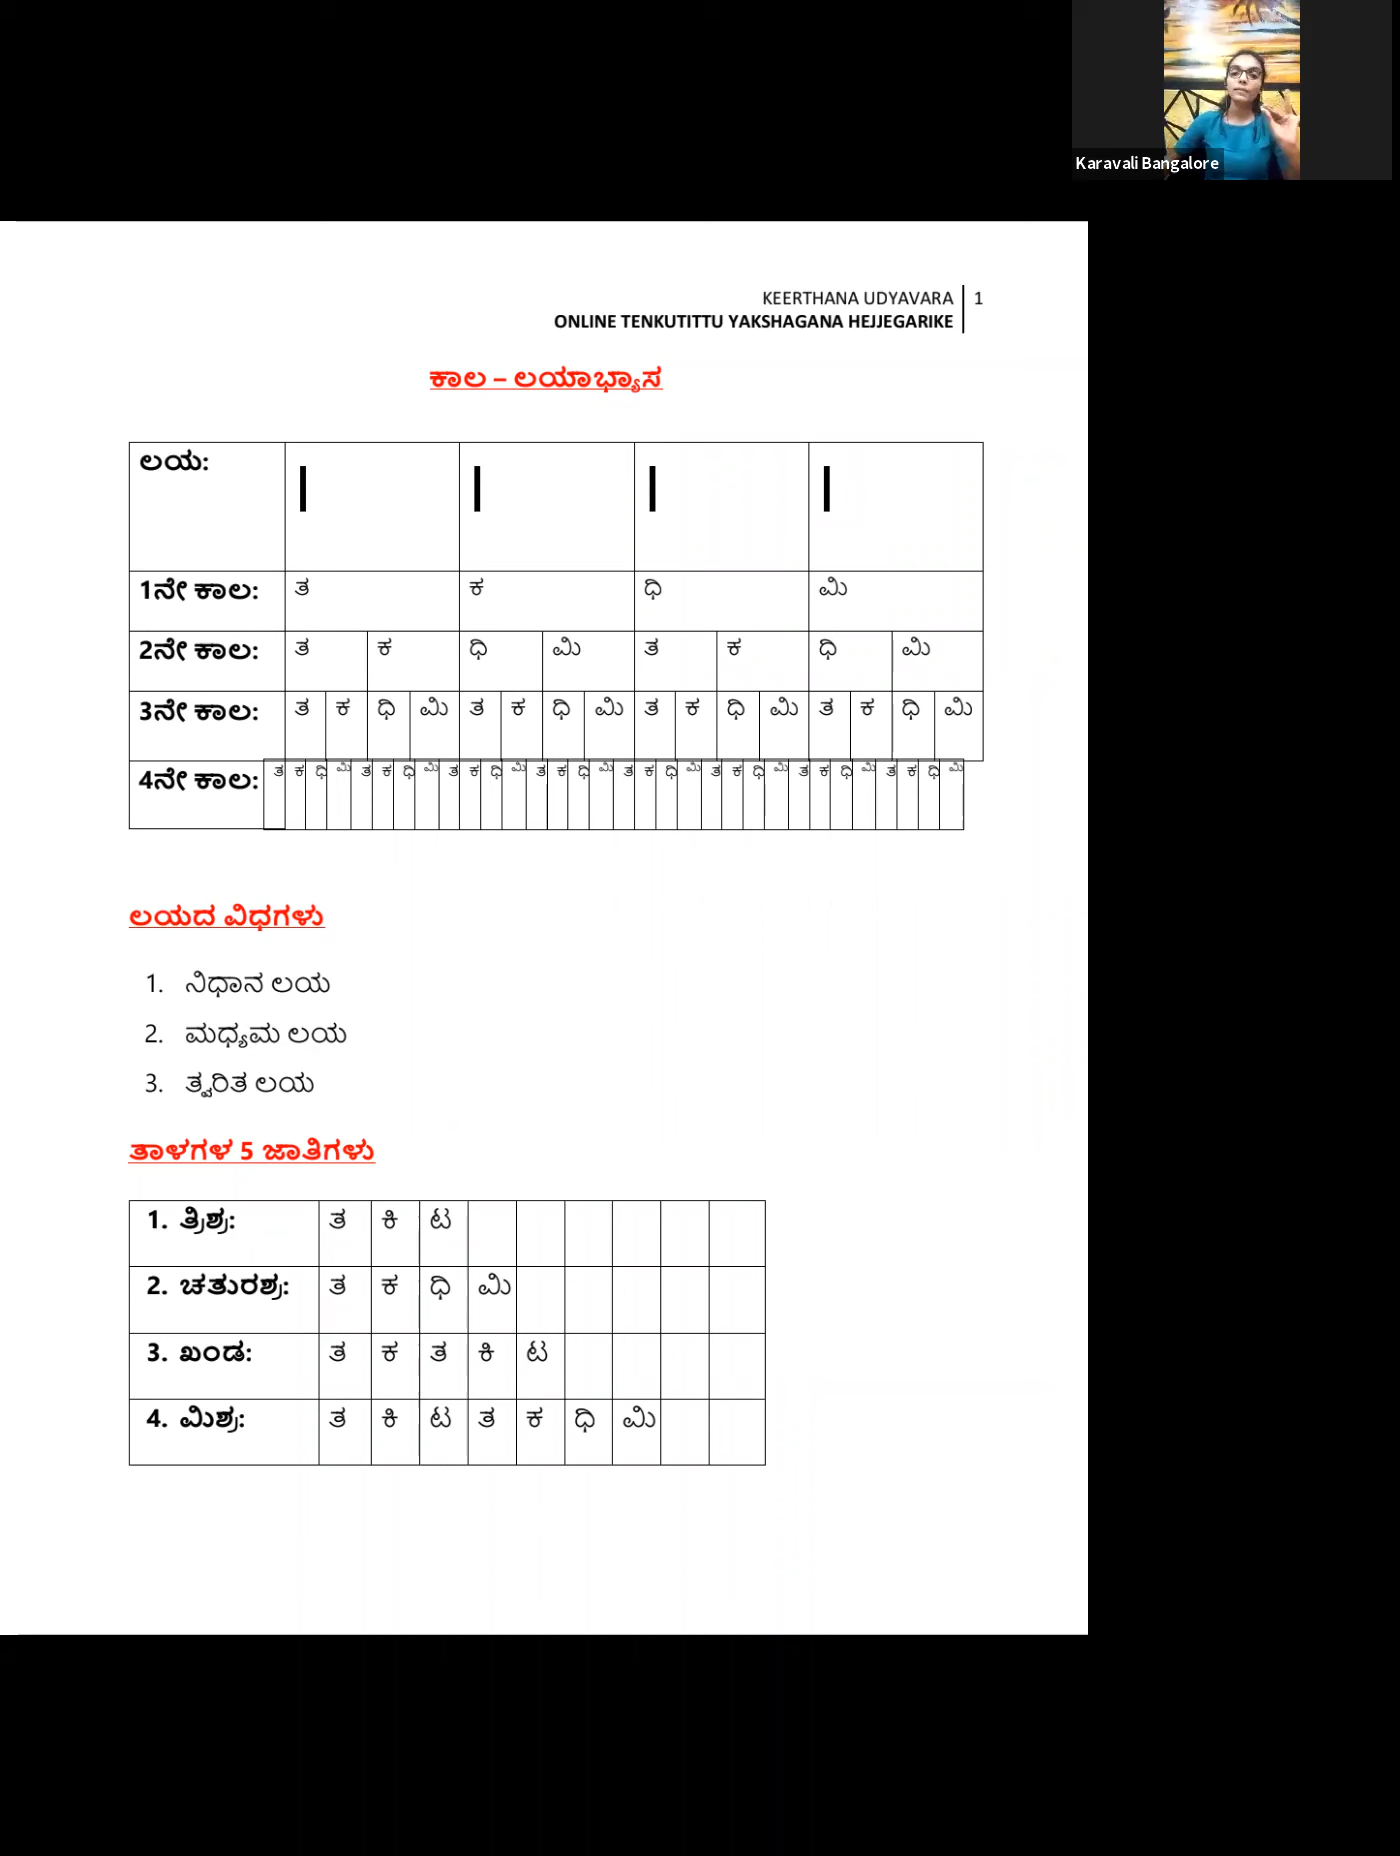 Karavali Bangalore
KEERTHANA UDYAVARA 1
ONLINE TENKUTITTU YAKSHAGANA HEJJEGARIKE
ಕಾಲ – ಲಯಾಭ್ಯಾಸ
ಲಯ: | | | |
1ನೇ ಕಾಲ: ತ ಕ ಧಿ ಮಿ
2ನೇ ಕಾಲ: ತ ಕ ಧಿ ಮಿ ತ ಕ ಧಿ ಮಿ
3ನೇ ಕಾಲ: ತ ಕ ಧಿ ಮಿ ತ ಕ ಧಿ ಮಿ ತ ಕ ಧಿ ಮಿ ತ ಕ ಧಿ ಮಿ
4ನೇ ಕಾಲ: ತ ಕ ಧಿ ಮಿ ತ ಕ ಧಿ ಮಿ ತ ಕ ಧಿ ಮಿ ತ ಕ ಧಿ ಮಿ ತ ಕ ಧಿ ಮಿ ತ ಕ ಧಿ ಮಿ ತ ಕ ಧಿ ಮಿ ತ ಕ ಧಿ ಮಿ
ಲಯದ ವಿಧಗಳು
1. ನಿಧಾನ ಲಯ
2. ಮಧ್ಯಮ ಲಯ
3. ತ್ವರಿತ ಲಯ
ತಾಳಗಳ 5 ಜಾತಿಗಳು
1. ತ್ರಿಶ್ರ: ತ ಕಿ ಟ
2. ಚತುರಶ್ರ: ತ ಕ ಧಿ ಮಿ
3. ಖಂಡ: ತ ಕ ತ ಕಿ ಟ
4. ಮಿಶ್ರ: ತ ಕಿ ಟ ತ ಕ ಧಿ ಮಿ